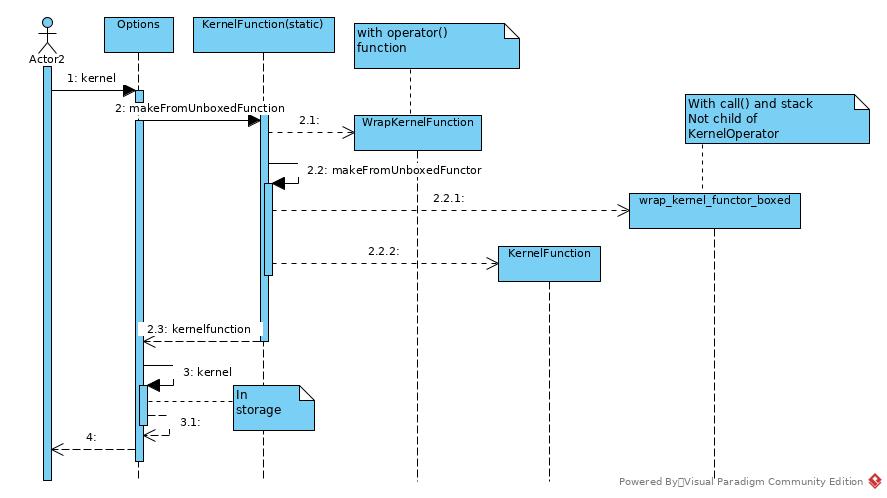 Options
KernelFunction(static)
with operator()
function
Actor2
1: kernel
2: makeFromUnboxedFunction
2.1:
WrapKernelFunction
With call() and stack
Not child of
KernelOperator
2.2: makeFromUnboxedFunctor
2.2.1:
wrap_kernel_functor_boxed
2.2.2:
KernelFunction
2.3: kernelfunction
3: kernel
In
storage
3.1:
4:
Powered By▯Visual Paradigm Community Edition